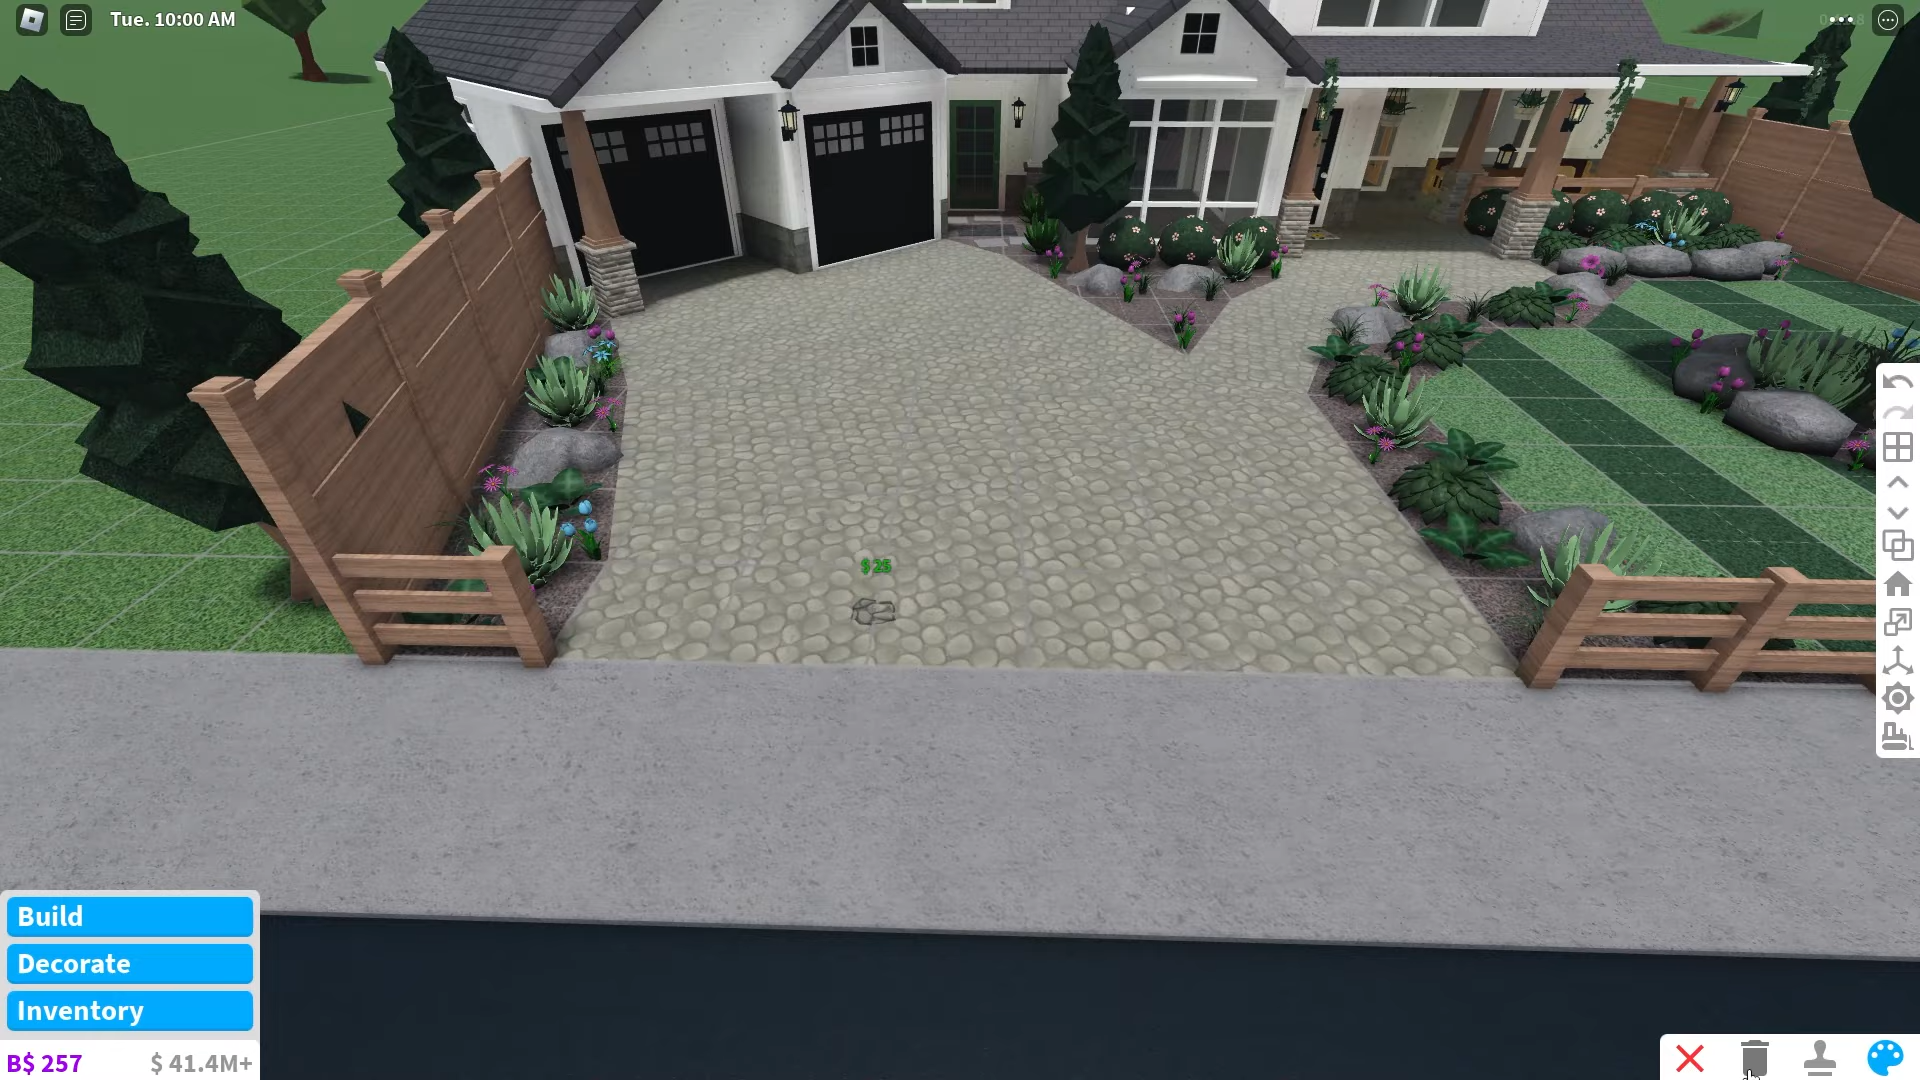 Tue. 10:00 AM
$25
Build
Decorate
Inventory
B$ 257
$ 41.4M+